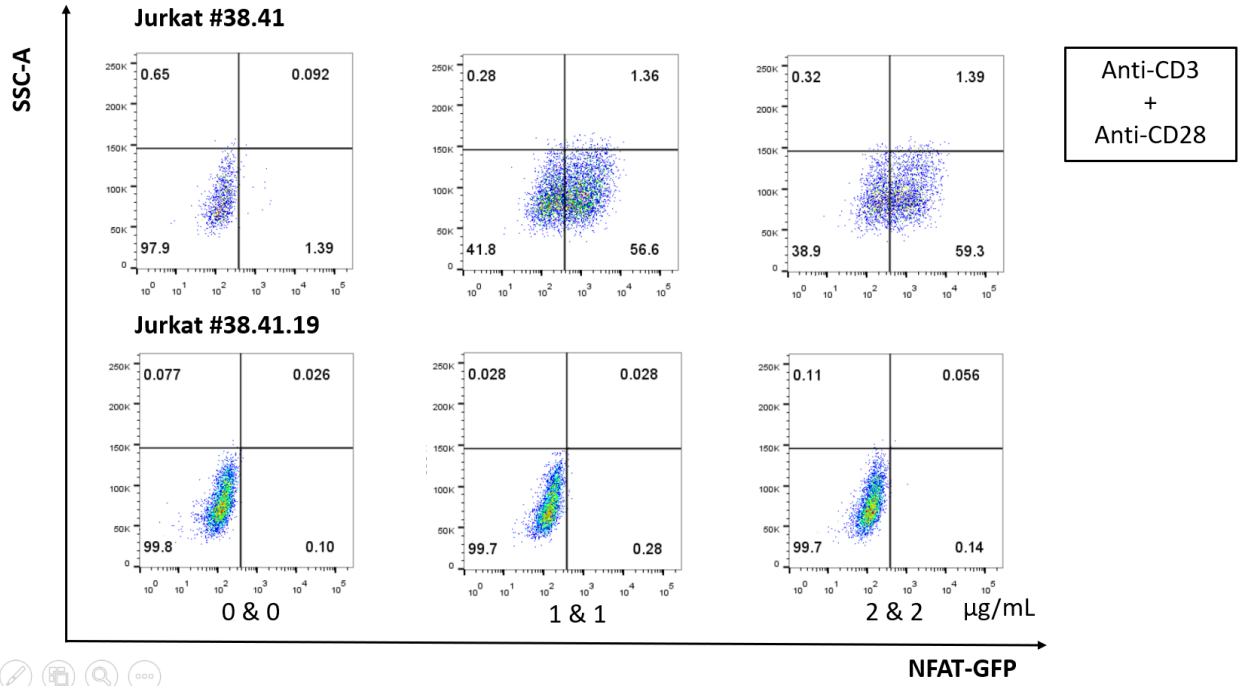 Jurkat #38.41
SSC-A
Anti-CD3
+
Anti-CD28
250K
200K
150K
100K
50K
0
0.65
0.092
97.9
1.39
10^0 10^1 10^2 10^3 10^4 10^5
250K
200K
150K
100K
50K
0
0.28
1.36
41.8
56.6
10^0 10^1 10^2 10^3 10^4 10^5
250K
200K
150K
100K
50K
0
0.32
1.39
38.9
59.3
10^0 10^1 10^2 10^3 10^4 10^5
Jurkat #38.41.19
250K
200K
150K
100K
50K
0
0.077
0.026
99.8
0.10
10^0 10^1 10^2 10^3 10^4 10^5
250K
200K
150K
100K
50K
0
0.028
0.028
99.7
0.28
10^0 10^1 10^2 10^3 10^4 10^5
250K
200K
150K
100K
50K
0
0.11
0.056
99.7
0.14
10^0 10^1 10^2 10^3 10^4 10^5
0 & 0
1 & 1
2 & 2
µg/mL
NFAT-GFP